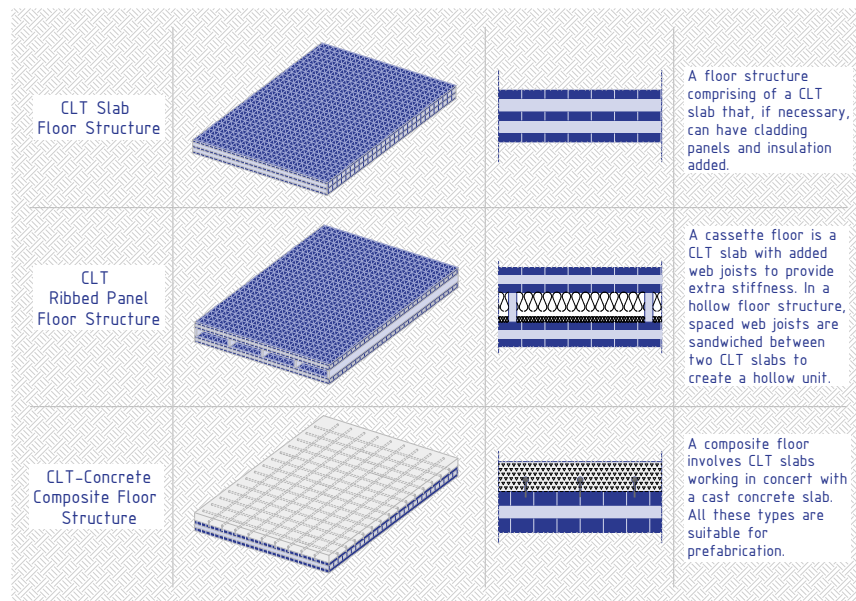 CLT Slab
Floor Structure
A floor structure
comprising of a CLT
slab that, if necessary,
can have cladding
panels and insulation
added.
CLT
Ribbed Panel
Floor Structure
A cassette floor is a
CLT slab with added
web joists to provide
extra stiffness. In a
hollow floor structure,
spaced web joists are
sandwiched between
two CLT slabs to
create a hollow unit.
CLT-Concrete
Composite Floor
Structure
A composite floor
involves CLT slabs
working in concert with
a cast concrete slab.
All these types are
suitable for
prefabrication.